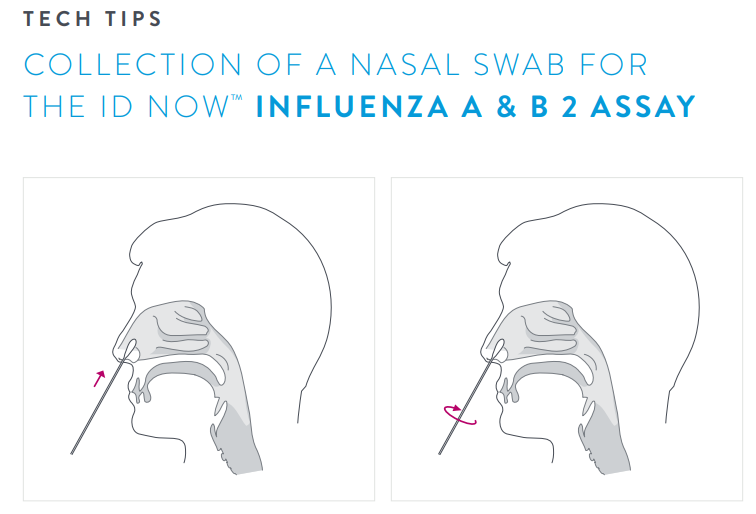 TECH TIPS
COLLECTION OF A NASAL SWAB FOR
THE ID NOW™ INFLUENZA A & B 2 ASSAY